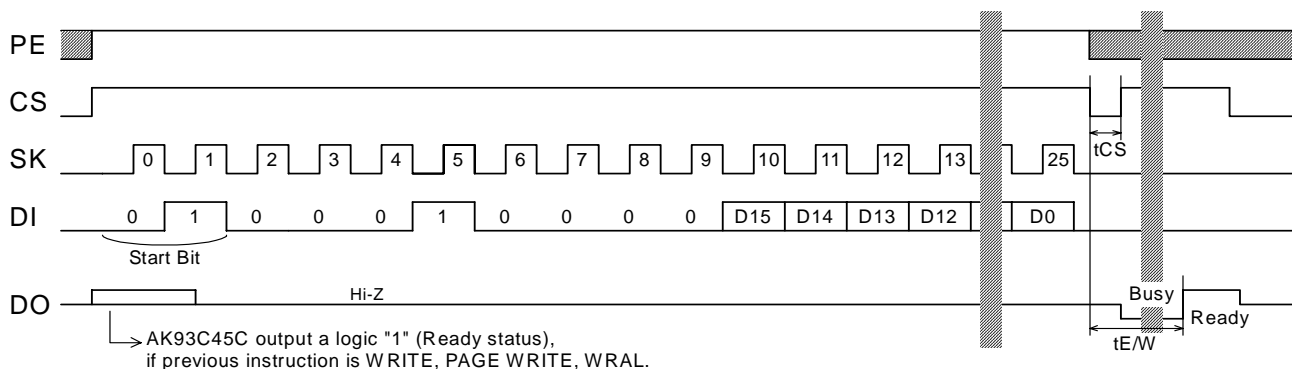 PE
CS
tCS
SK 0 1 2 3 4 5 6 7 8 9 10 11 12 13 25
DI 0 1 0 0 0 1 0 0 0 0 D15 D14 D13 D12 D0
Start Bit
DO Hi-Z Busy
Ready
tE/W
AK93C45C output a logic "1" (Ready status),
if previous instruction is WRITE, PAGE WRITE, WRAL.